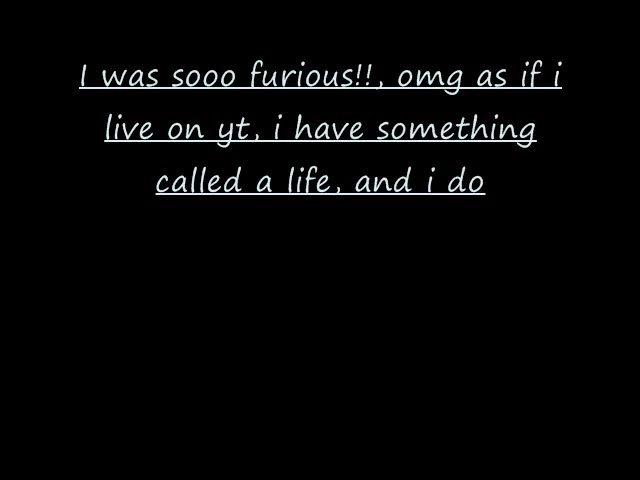 I was sooo furious!!, omg as if i
live on yt, i have something
called a life, and i do